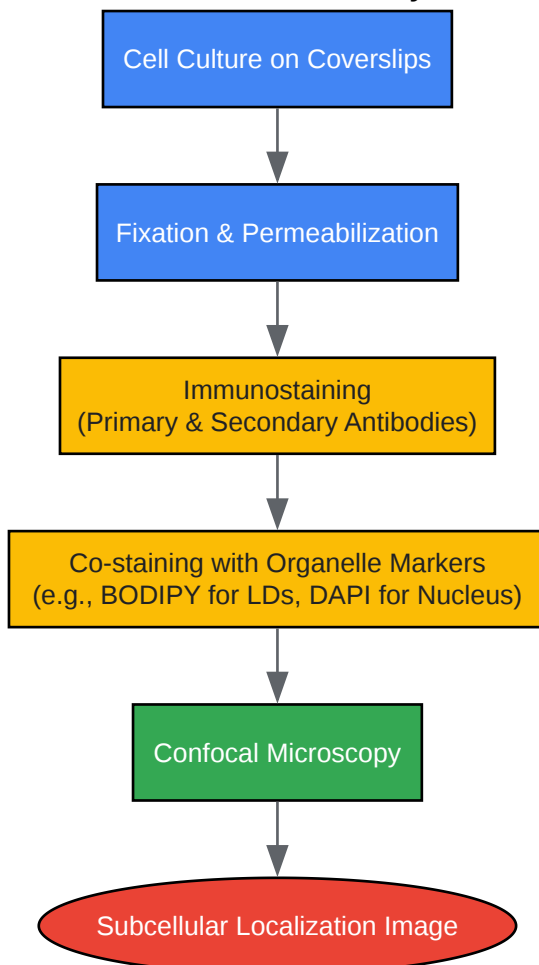 Cell Culture on Coverslips
Fixation & Permeabilization
Immunostaining
(Primary & Secondary Antibodies)
Co-staining with Organelle Markers
(e.g., BODIPY for LDs, DAPI for Nucleus)
Confocal Microscopy
Subcellular Localization Image